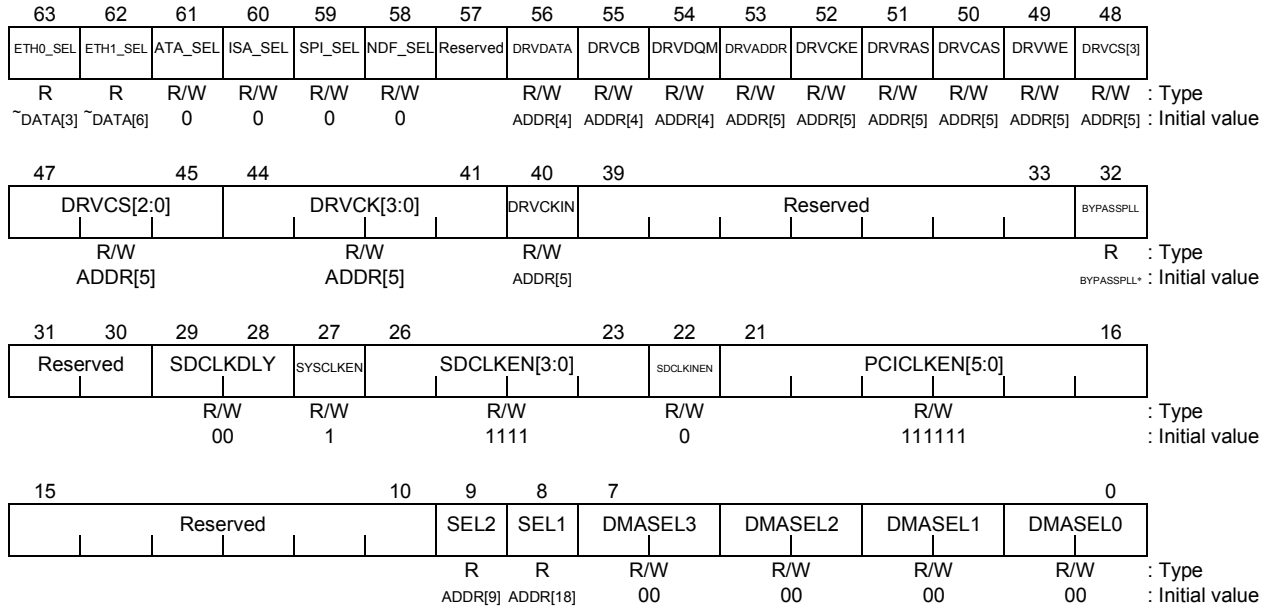 63 62 61 60 59 58 57 56 55 54 53 52 51 50 49 48
ETH0_SEL ETH1_SEL ATA_SEL ISA_SEL SPI_SEL NDF_SEL Reserved DRVDATA DRVCB DRVDQM DRVADDR DRVCKE DRVRAS DRVCAS DRVWE DRVCS[3]
R R R/W R/W R/W R/W R/W R/W R/W R/W R/W R/W R/W R/W R/W : Type
~DATA[3] ~DATA[6] 0 0 0 0 ADDR[4] ADDR[4] ADDR[4] ADDR[5] ADDR[5] ADDR[5] ADDR[5] ADDR[5] ADDR[5] : Initial value
47 45 44 41 40 39 33 32
DRVCS[2:0] DRVCK[3:0] DRVCKIN Reserved BYPASSPLL
R/W R/W R/W R : Type
ADDR[5] ADDR[5] ADDR[5] BYPASSPLL* : Initial value
31 30 29 28 27 26 23 22 21 16
Reserved SDCLKDLY SYSCLKEN SDCLKEN[3:0] SDCLKINEN PCICLKEN[5:0]
R/W R/W R/W R/W R/W : Type
00 1 1111 0 111111 : Initial value
15 10 9 8 7 0
Reserved SEL2 SEL1 DMASEL3 DMASEL2 DMASEL1 DMASEL0
R R R/W R/W R/W R/W : Type
ADDR[9] ADDR[18] 00 00 00 00 : Initial value